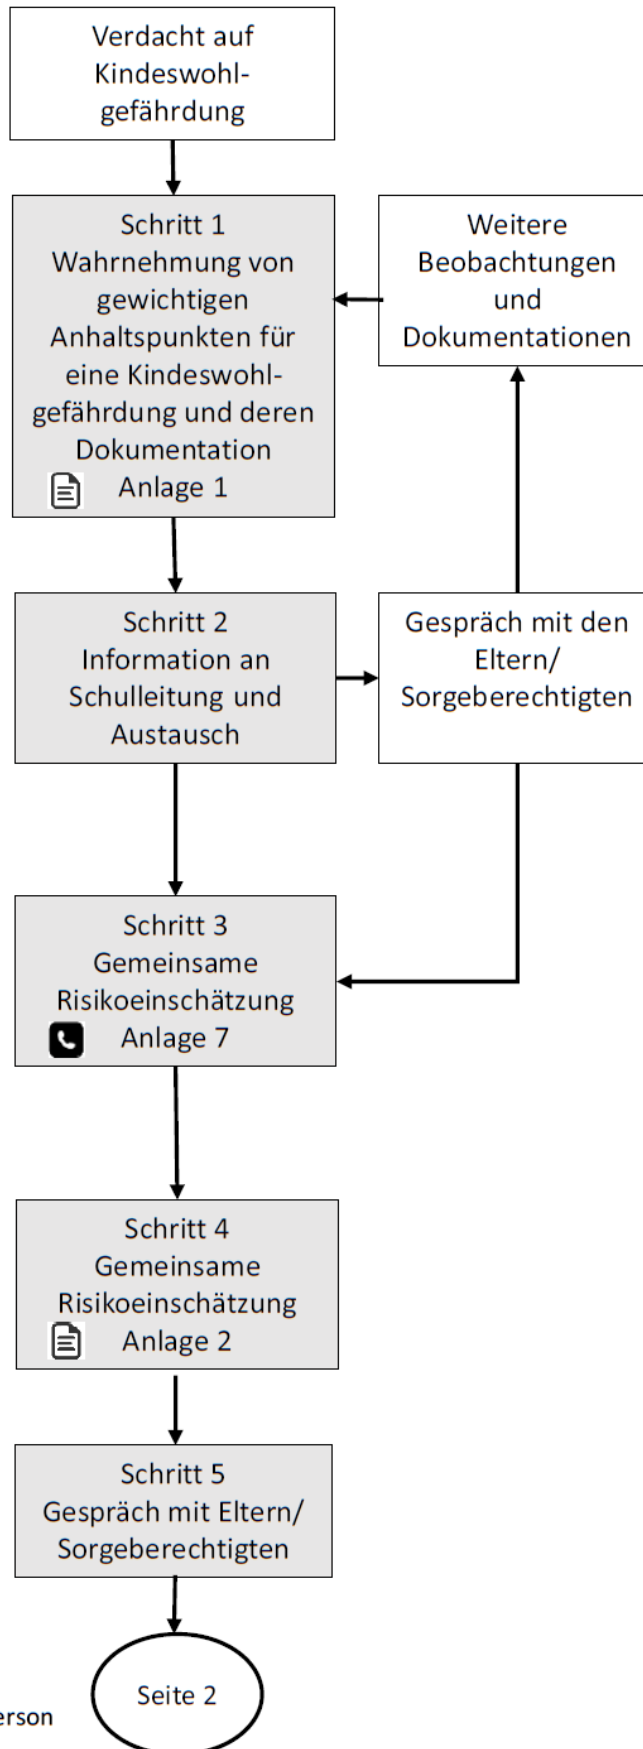 Verdacht auf
Kindeswohl-
gefährdung
Schritt 1
Wahrnehmung von
gewichtigen
Anhaltspunkten für
eine Kindeswohl-
gefährdung und deren
Dokumentation
Anlage 1
Weitere
Beobachtungen
und
Dokumentationen
Schritt 2
Information an
Schulleitung und
Austausch
Gespräch mit den
Eltern/
Sorgeberechtigten
Schritt 3
Gemeinsame
Risikoeinschätzung
Anlage 7
Schritt 4
Gemeinsame
Risikoeinschätzung
Anlage 2
Schritt 5
Gespräch mit Eltern/
Sorgeberechtigten
Seite 2